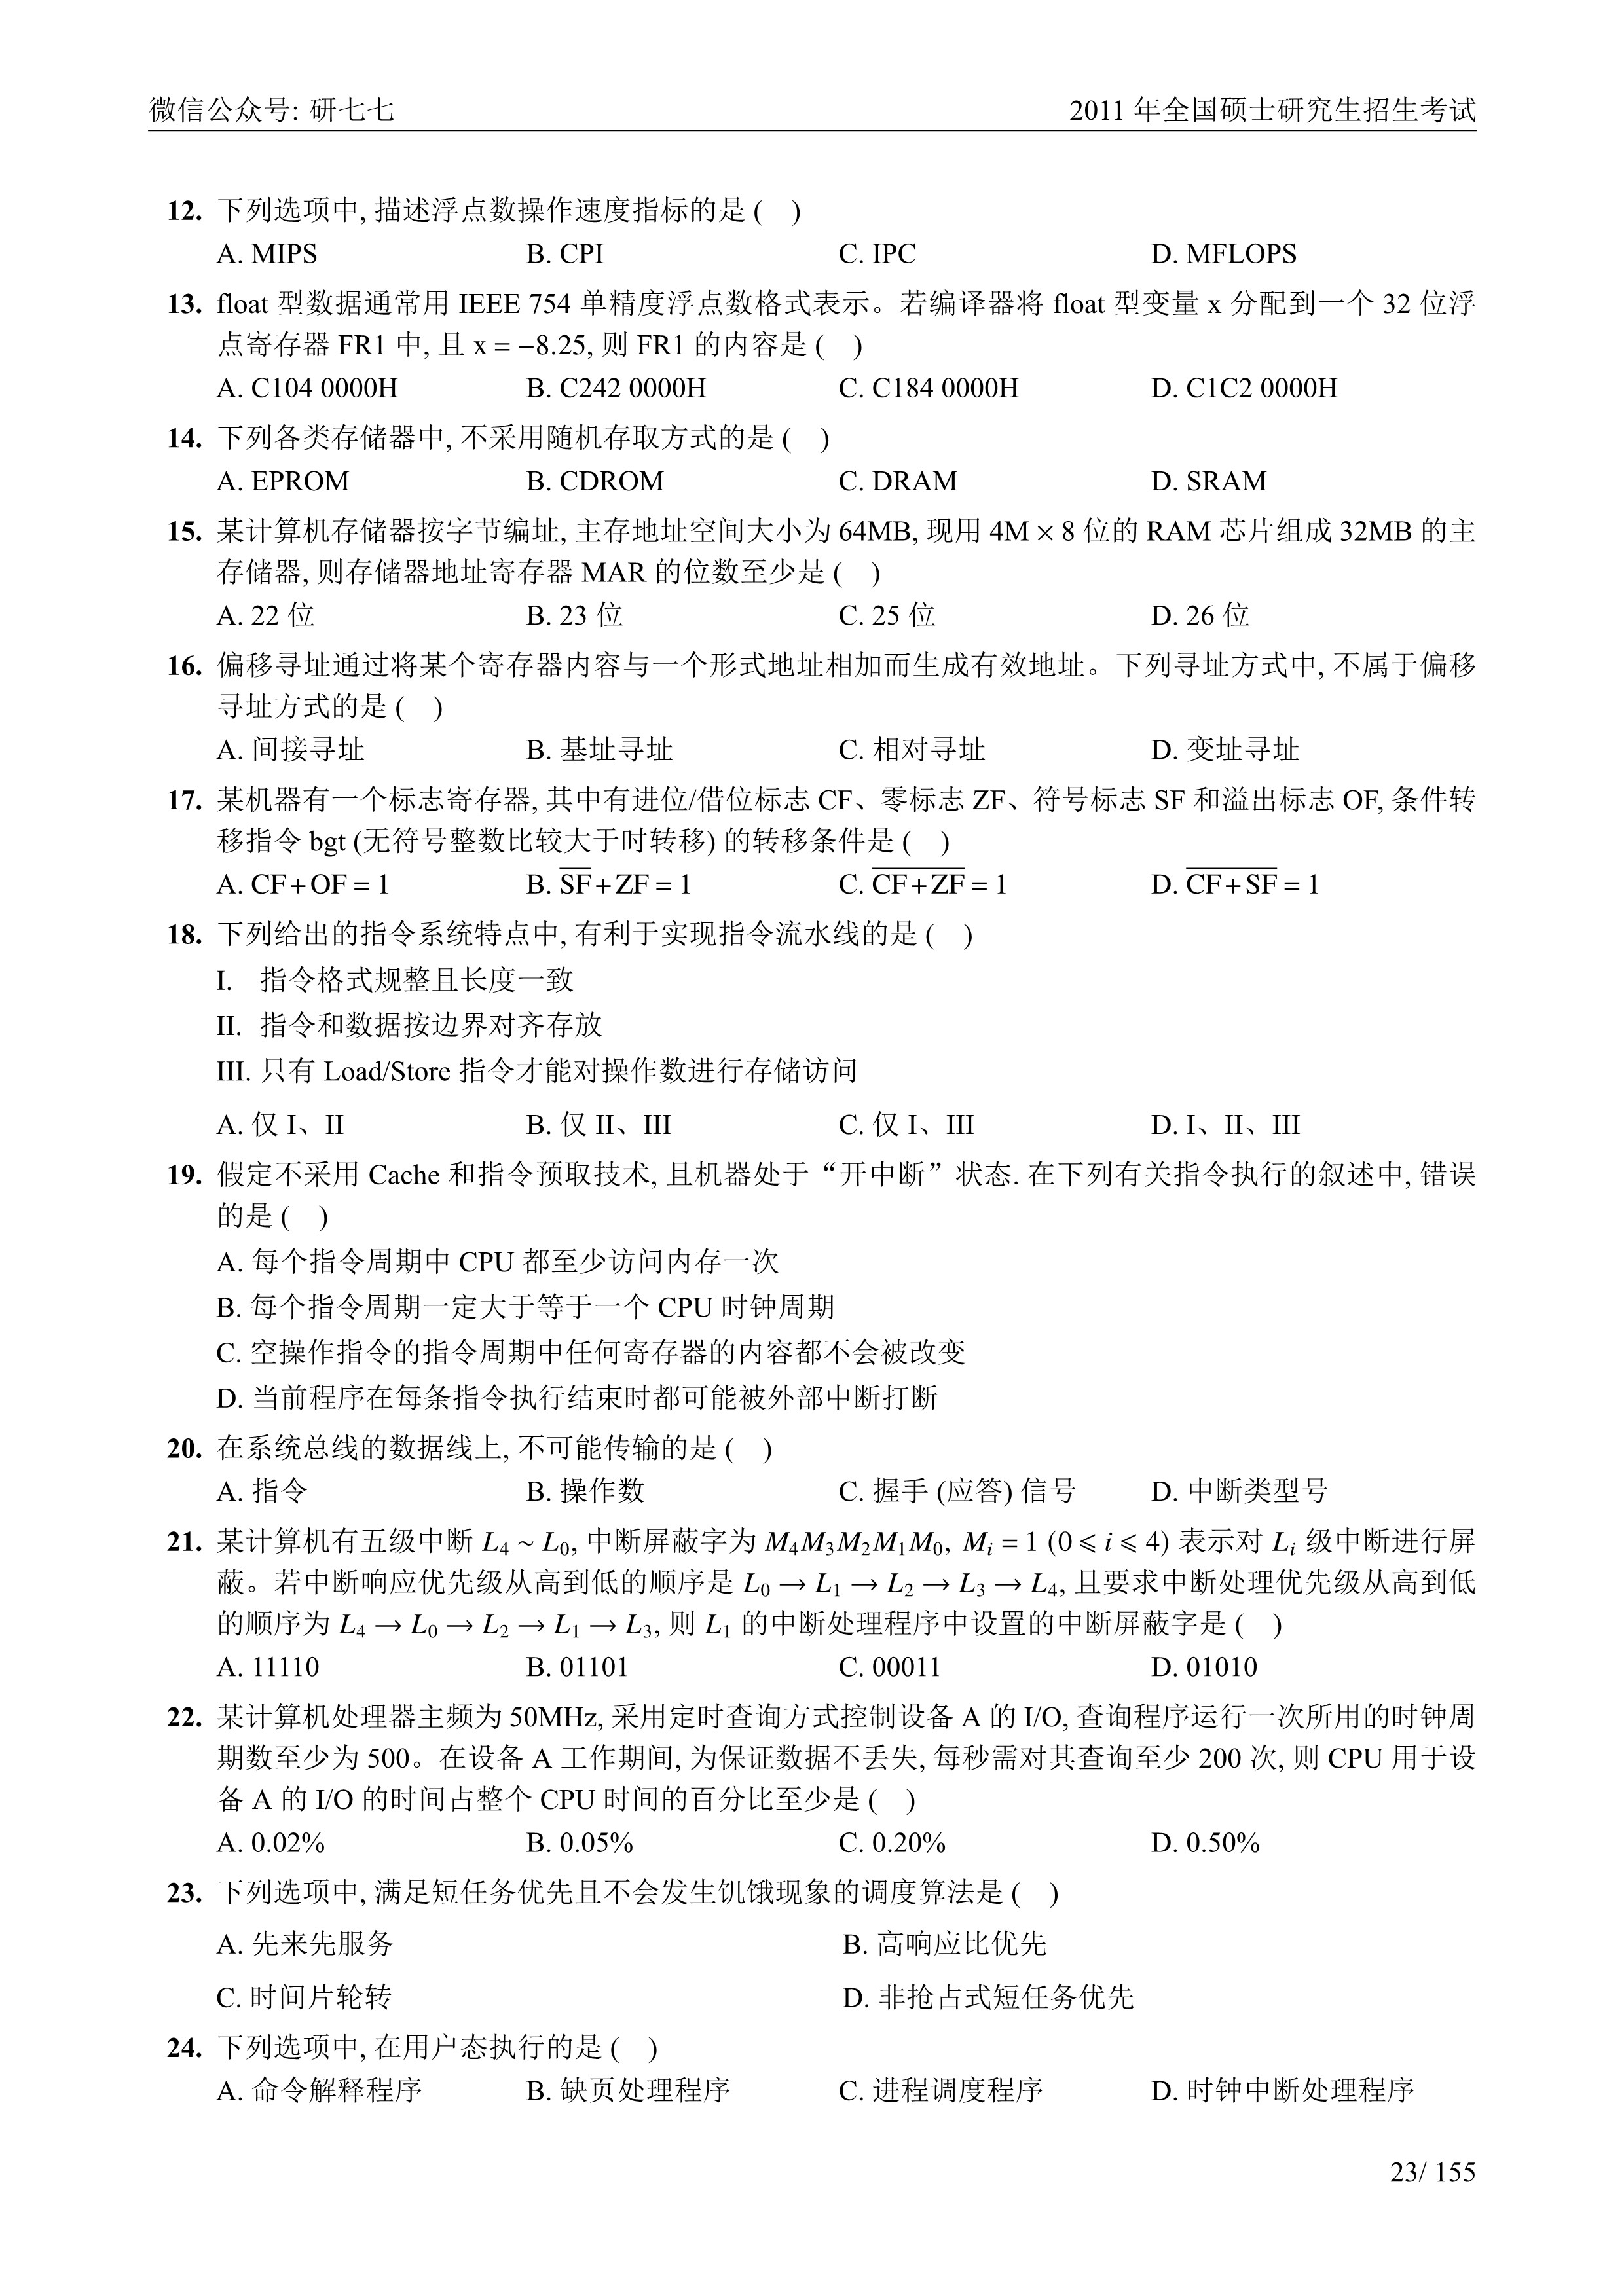 微信公众号: 研七七
2011 年全国硕士研究生招生考试
12. 下列选项中, 描述浮点数操作速度指标的是 (　)
A. MIPS B. CPI C. IPC D. MFLOPS
13. float 型数据通常用 IEEE 754 单精度浮点数格式表示。若编译器将 float 型变量 x 分配到一个 32 位浮
点寄存器 FR1 中, 且 x = −8.25, 则 FR1 的内容是 (　)
A. C104 0000H B. C242 0000H C. C184 0000H D. C1C2 0000H
14. 下列各类存储器中, 不采用随机存取方式的是 (　)
A. EPROM B. CDROM C. DRAM D. SRAM
15. 某计算机存储器按字节编址, 主存地址空间大小为 64MB, 现用 4M × 8 位的 RAM 芯片组成 32MB 的主
存储器, 则存储器地址寄存器 MAR 的位数至少是 (　)
A. 22 位 B. 23 位 C. 25 位 D. 26 位
16. 偏移寻址通过将某个寄存器内容与一个形式地址相加而生成有效地址。下列寻址方式中, 不属于偏移
寻址方式的是 (　)
A. 间接寻址 B. 基址寻址 C. 相对寻址 D. 变址寻址
17. 某机器有一个标志寄存器, 其中有进位/借位标志 CF、零标志 ZF、符号标志 SF 和溢出标志 OF, 条件转
移指令 bgt (无符号整数比较大于时转移) 的转移条件是 (　)
A. CF + OF = 1 B. S̅F̅ + ZF = 1 C. C̅F̅ ̅+̅ ̅Z̅F̅ = 1 D. C̅F̅ ̅+̅ ̅S̅F̅ = 1
18. 下列给出的指令系统特点中, 有利于实现指令流水线的是 (　)
I. 指令格式规整且长度一致
II. 指令和数据按边界对齐存放
III. 只有 Load/Store 指令才能对操作数进行存储访问
A. 仅 I、II B. 仅 II、III C. 仅 I、III D. I、II、III
19. 假定不采用 Cache 和指令预取技术, 且机器处于“开中断”状态. 在下列有关指令执行的叙述中, 错误
的是 (　)
A. 每个指令周期中 CPU 都至少访问内存一次
B. 每个指令周期一定大于等于一个 CPU 时钟周期
C. 空操作指令的指令周期中任何寄存器的内容都不会被改变
D. 当前程序在每条指令执行结束时都可能被外部中断打断
20. 在系统总线的数据线上, 不可能传输的是 (　)
A. 指令 B. 操作数 C. 握手 (应答) 信号 D. 中断类型号
21. 某计算机有五级中断 L₄ ~ L₀, 中断屏蔽字为 M₄M₃M₂M₁M₀, Mᵢ = 1 (0 ⩽ i ⩽ 4) 表示对 Lᵢ 级中断进行屏
蔽。若中断响应优先级从高到低的顺序是 L₀ → L₁ → L₂ → L₃ → L₄, 且要求中断处理优先级从高到低
的顺序为 L₄ → L₀ → L₂ → L₁ → L₃, 则 L₁ 的中断处理程序中设置的中断屏蔽字是 (　)
A. 11110 B. 01101 C. 00011 D. 01010
22. 某计算机处理器主频为 50MHz, 采用定时查询方式控制设备 A 的 I/O, 查询程序运行一次所用的时钟周
期数至少为 500。在设备 A 工作期间, 为保证数据不丢失, 每秒需对其查询至少 200 次, 则 CPU 用于设
备 A 的 I/O 的时间占整个 CPU 时间的百分比至少是 (　)
A. 0.02% B. 0.05% C. 0.20% D. 0.50%
23. 下列选项中, 满足短任务优先且不会发生饥饿现象的调度算法是 (　)
A. 先来先服务 B. 高响应比优先
C. 时间片轮转 D. 非抢占式短任务优先
24. 下列选项中, 在用户态执行的是 (　)
A. 命令解释程序 B. 缺页处理程序 C. 进程调度程序 D. 时钟中断处理程序
23/ 155